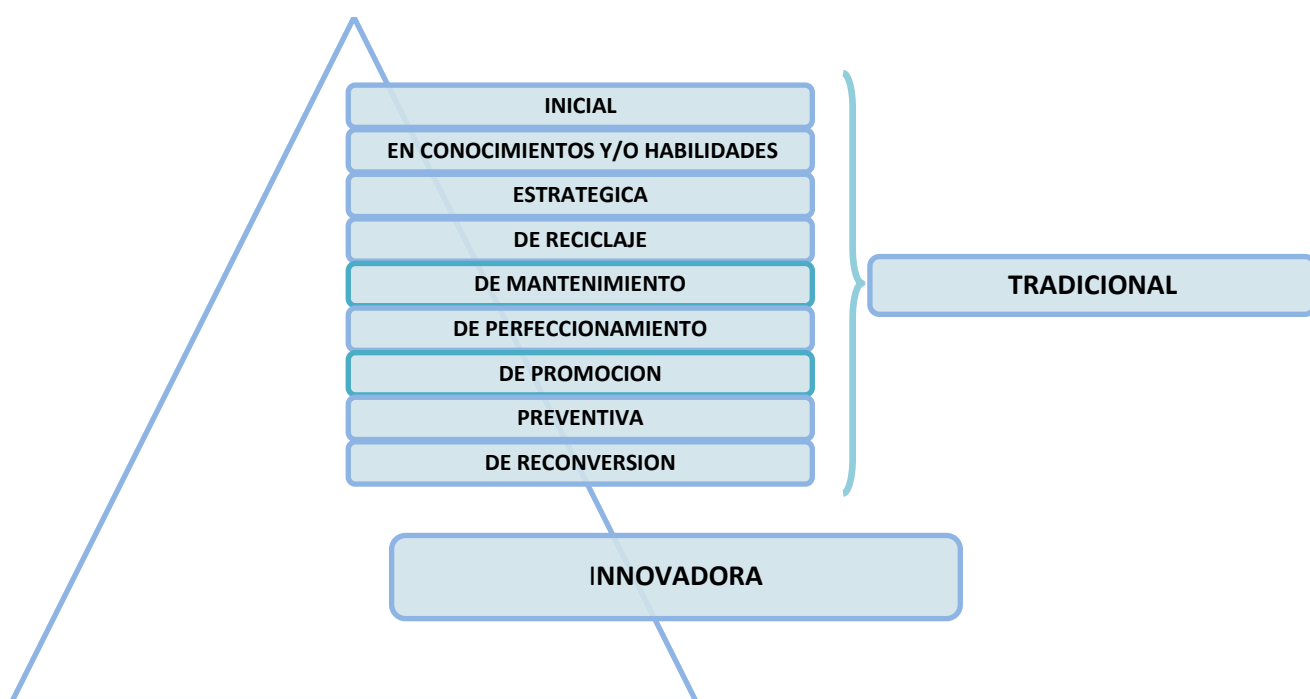 INICIAL
EN CONOCIMIENTOS Y/O HABILIDADES
ESTRATEGICA
DE RECICLAJE
DE MANTENIMIENTO
DE PERFECCIONAMIENTO
DE PROMOCION
PREVENTIVA
DE RECONVERSION
TRADICIONAL
INNOVADORA